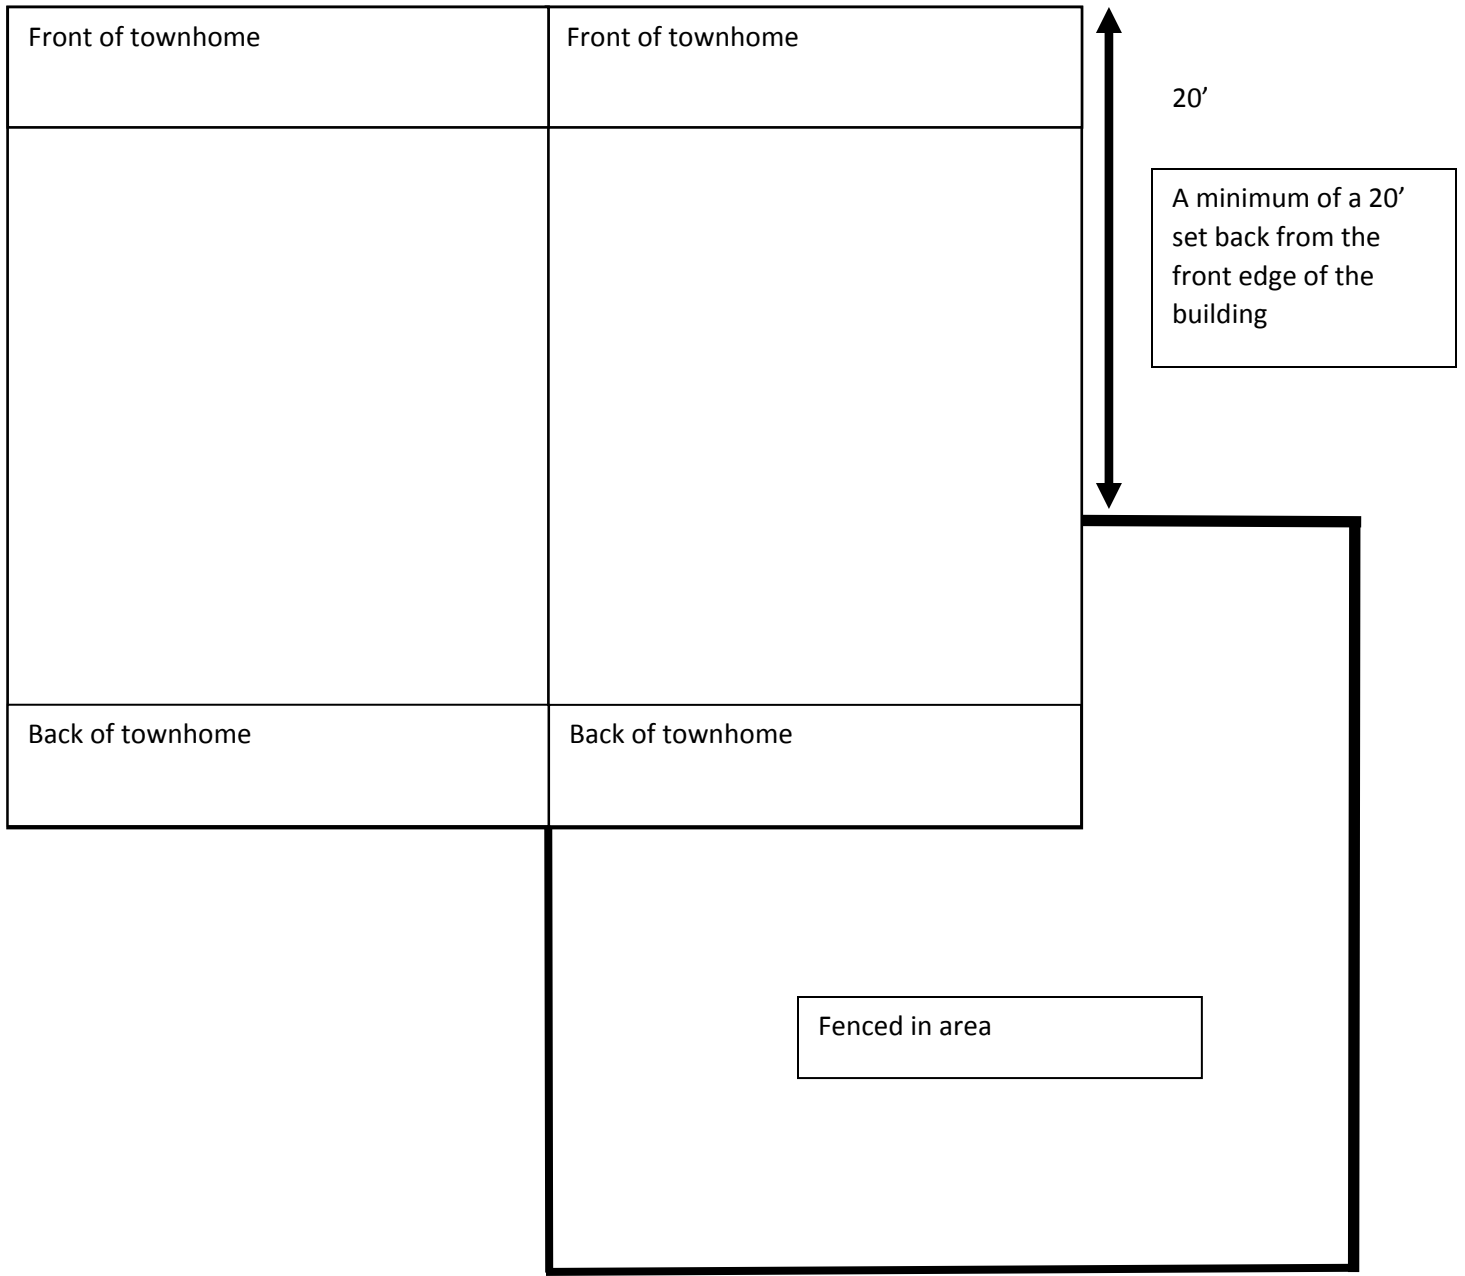 Front of townhome
Front of townhome
20’
A minimum of a 20’
set back from the
front edge of the
building
Back of townhome
Back of townhome
Fenced in area